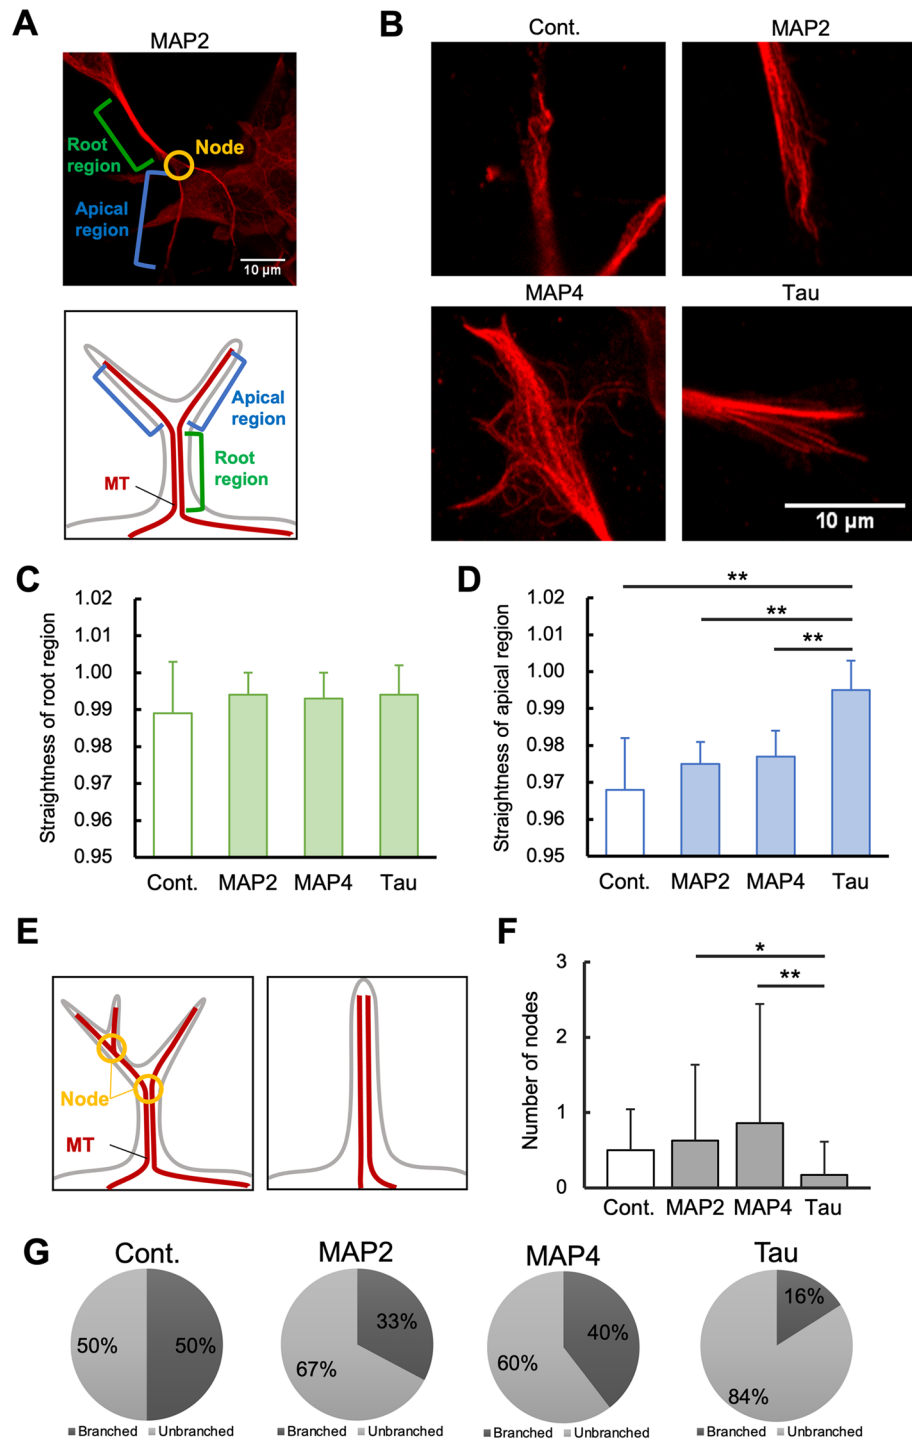 A
MAP2
Root
region
Node
Apical
region
10 μm
Apical
region
Root
region
MT
B
Cont.
MAP2
MAP4
Tau
10 μm
C
Straightness of root region
1.02
1.01
1.00
0.99
0.98
0.97
0.96
0.95
Cont.
MAP2
MAP4
Tau
D
Straightness of apical region
**
**
**
1.02
1.01
1.00
0.99
0.98
0.97
0.96
0.95
Cont.
MAP2
MAP4
Tau
E
Node
MT
F
Number of nodes
*
**
3
2
1
0
Cont.
MAP2
MAP4
Tau
G
Cont.
50%
50%
Branched
Unbranched
MAP2
33%
67%
Branched
Unbranched
MAP4
40%
60%
Branched
Unbranched
Tau
16%
84%
Branched
Unbranched